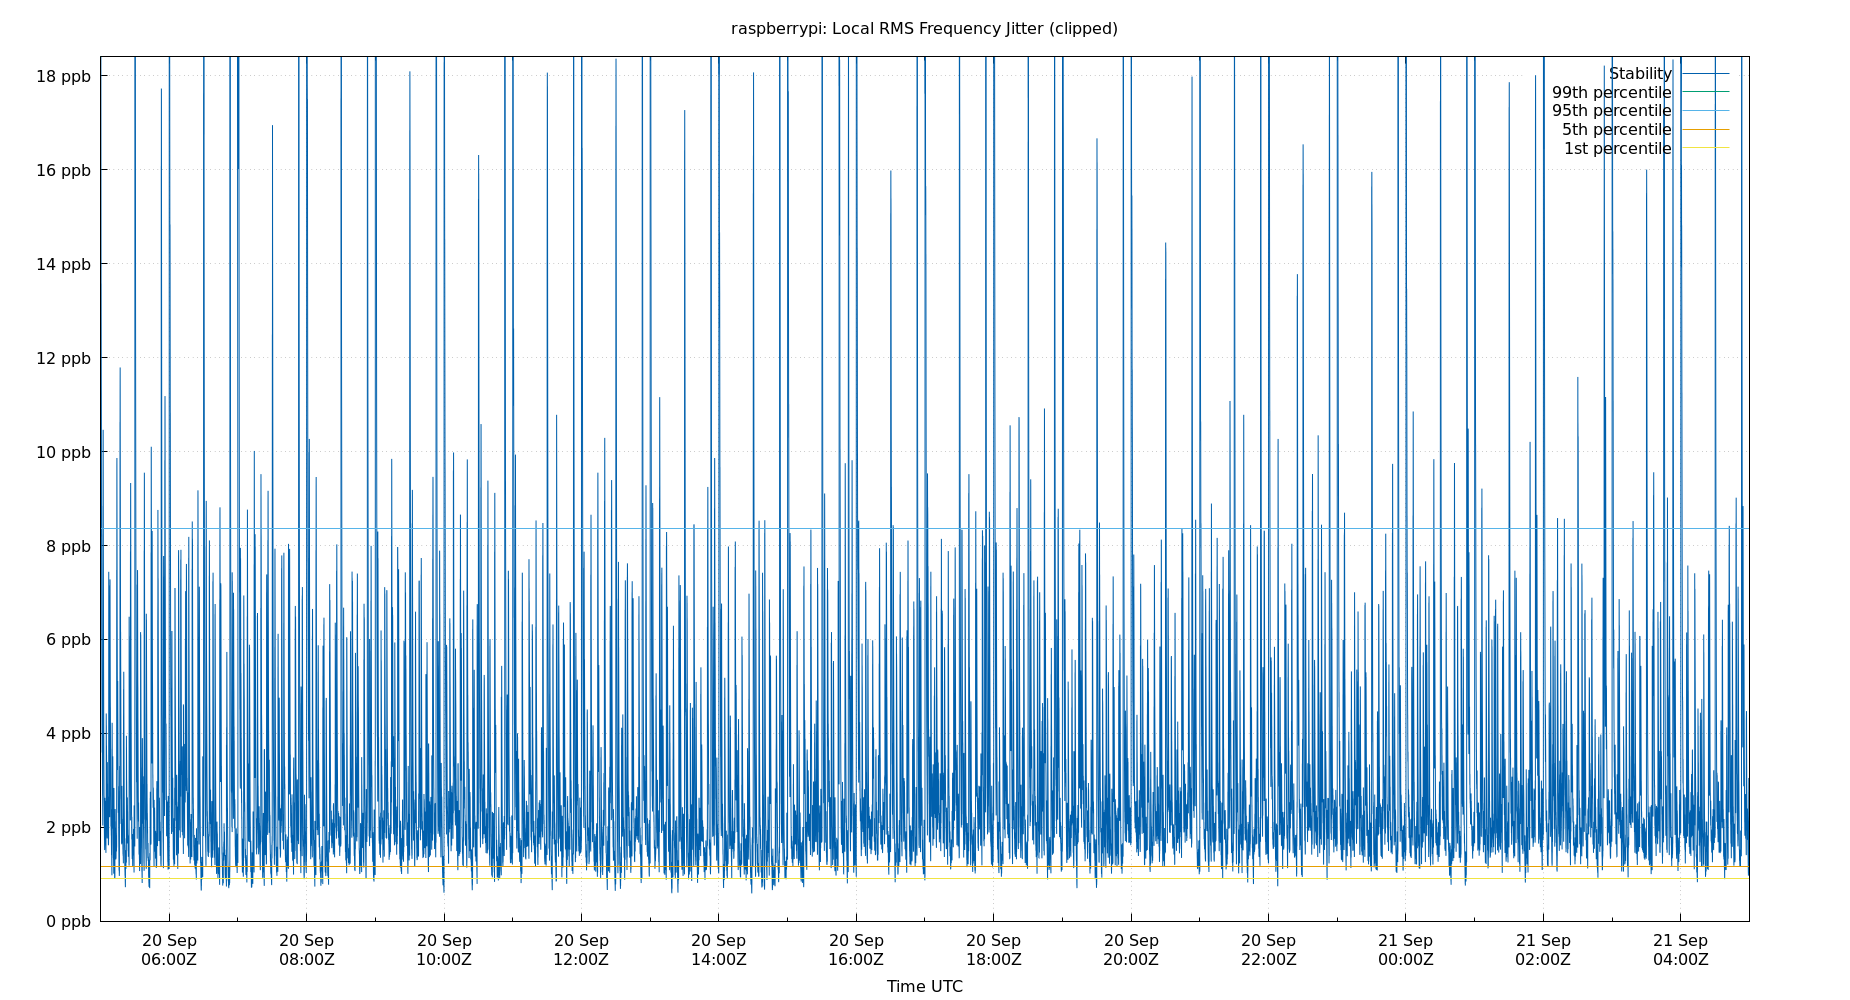 raspberrypi: Local RMS Frequency Jitter (clipped)
18 ppb
16 ppb
14 ppb
12 ppb
10 ppb
8 ppb
6 ppb
4 ppb
2 ppb
0 ppb
Stability
99th percentile
95th percentile
5th percentile
1st percentile
20 Sep
06:00Z
20 Sep
08:00Z
20 Sep
10:00Z
20 Sep
12:00Z
20 Sep
14:00Z
20 Sep
16:00Z
20 Sep
18:00Z
20 Sep
20:00Z
20 Sep
22:00Z
21 Sep
00:00Z
21 Sep
02:00Z
21 Sep
04:00Z
Time UTC